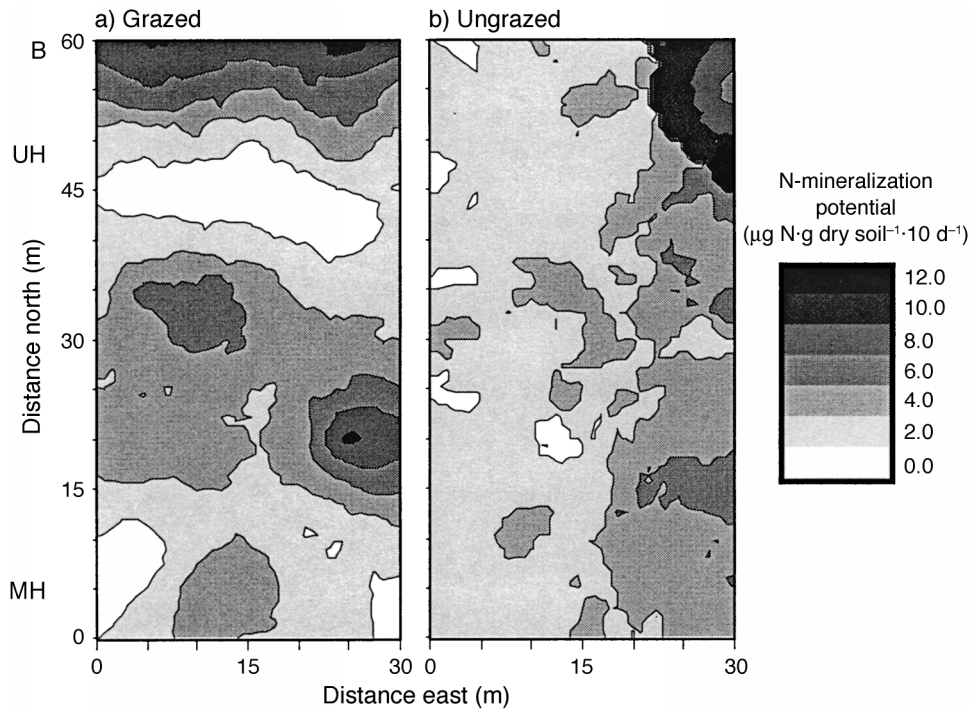 a) Grazed
b) Ungrazed
B
UH
MH
60
45
30
15
0
Distance north (m)
0
15
30
0
15
30
Distance east (m)
N-mineralization
potential
(µg N·g dry soil⁻¹·10 d⁻¹)
12.0
10.0
8.0
6.0
4.0
2.0
0.0